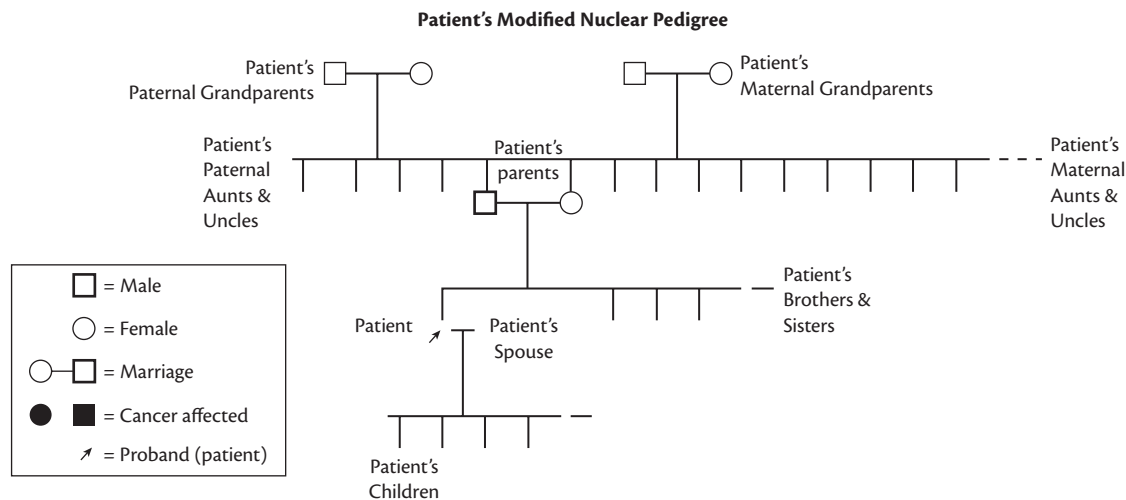 Patient's Modified Nuclear Pedigree
Patient's
Paternal Grandparents
Patient's
Maternal Grandparents
Patient's
Paternal
Aunts &
Uncles
Patient's
parents
Patient's
Maternal
Aunts &
Uncles
= Male
= Female
= Marriage
= Cancer affected
= Proband (patient)
Patient's
Brothers &
Sisters
Patient
Patient's
Spouse
Patient's
Children